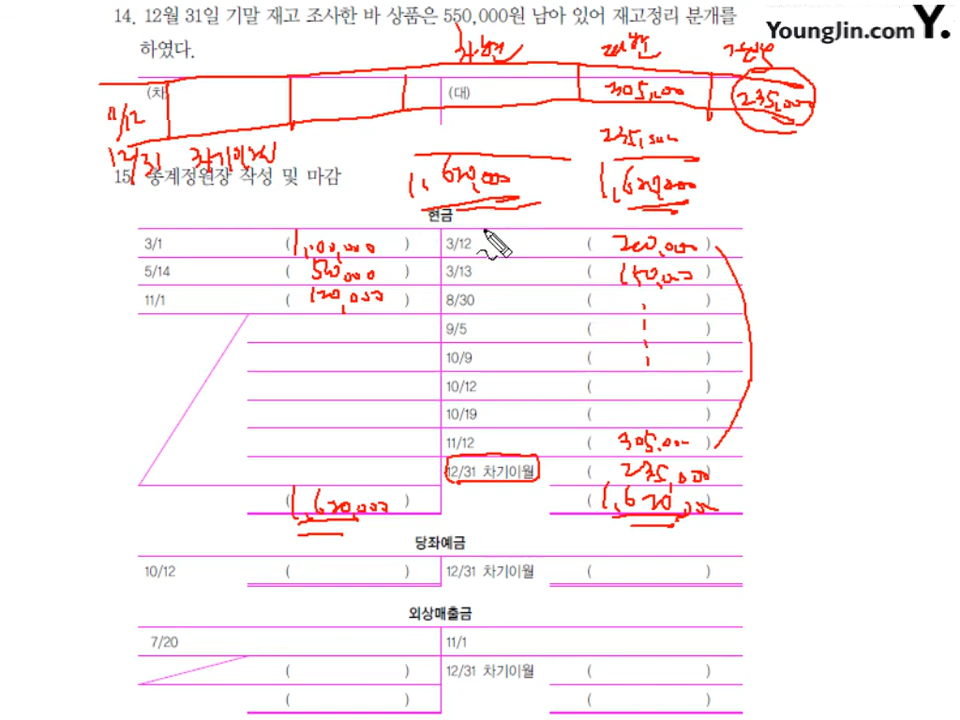 YoungJin.com Y.
14. 12월 31일 기말 재고 조사한 바 상품은 550,000원 남아 있어 재고정리 분개를
하였다.
차변 대변
(차) (대) 305,000 235,000
11/12
12/31 차기이월 235,000
15. 총계정원장 작성 및 마감
1,620,000 1,620,000
현금
3/1 ( 1,000,000 ) 3/12 ( 200,000 )
5/14 ( 500,000 ) 3/13 ( 150,000 )
11/1 ( 120,000 ) 8/30 (
9/5 (
10/9 (
10/12 (
10/19 (
11/12 ( 305,000 )
12/31 차기이월 ( 235,000 )
( 1,620,000 ) ( 1,620,000 )
당좌예금
10/12 ( ) 12/31 차기이월 ( )
외상매출금
7/20 11/1
( ) 12/31 차기이월 ( )
( ) ( )